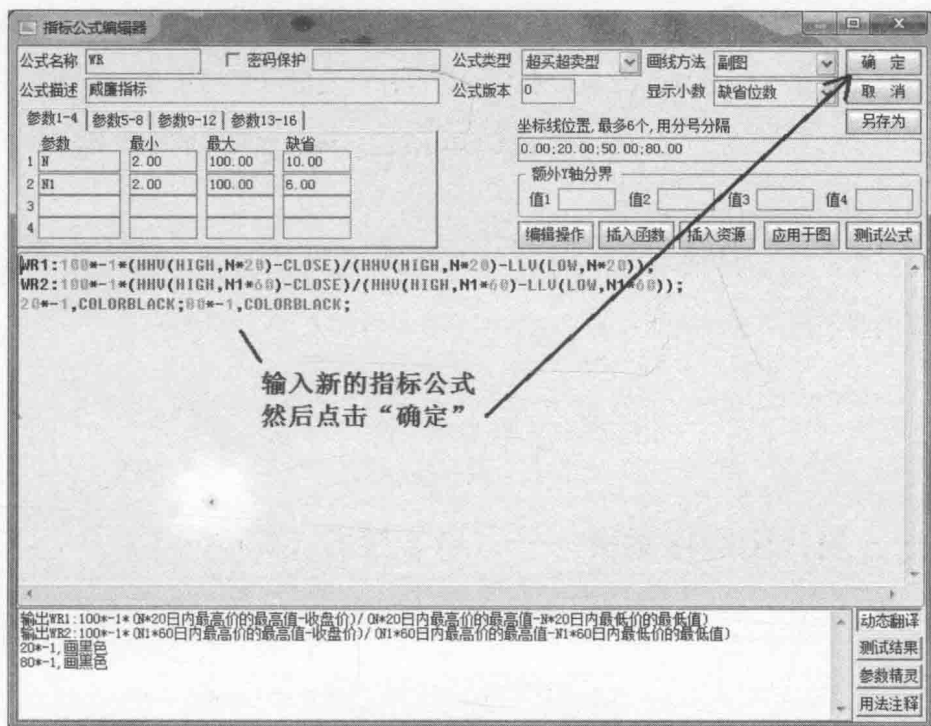 指标公式编辑器
公式名称 WR 密码保护 公式类型 超买超卖型 画线方法 副图 确 定
公式描述 威廉指标 公式版本 0 显示小数 缺省位数 取 消
参数1-4 参数5-8 参数9-12 参数13-16 坐标线位置,最多6个,用分号分隔 另存为
参数 最小 最大 缺省 0.00;20.00;50.00;80.00
1 N 2.00 100.00 10.00 额外Y轴分界
2 N1 2.00 100.00 6.00 值1 值2 值3 值4
3
4 编辑操作 插入函数 插入资源 应用于图 测试公式
WR1:100*-1*(HHV(HIGH,N*20)-CLOSE)/(HHV(HIGH,N*20)-LLV(LOW,N*20));
WR2:100*-1*(HHV(HIGH,N1*60)-CLOSE)/(HHV(HIGH,N1*60)-LLV(LOW,N1*60));
20*-1,COLORBLACK;80*-1,COLORBLACK;
输入新的指标公式
然后点击“确定”
输出WR1:100*-1*(N*20日内最高价的最高值-收盘价)/(N*20日内最高价的最高值-N*20日内最低价的最低值)
输出WR2:100*-1*(N1*60日内最高价的最高值-收盘价)/(N1*60日内最高价的最高值-N1*60日内最低价的最低值)
20*-1,画黑色
80*-1,画黑色
动态翻译
测试结果
参数精灵
用法注释